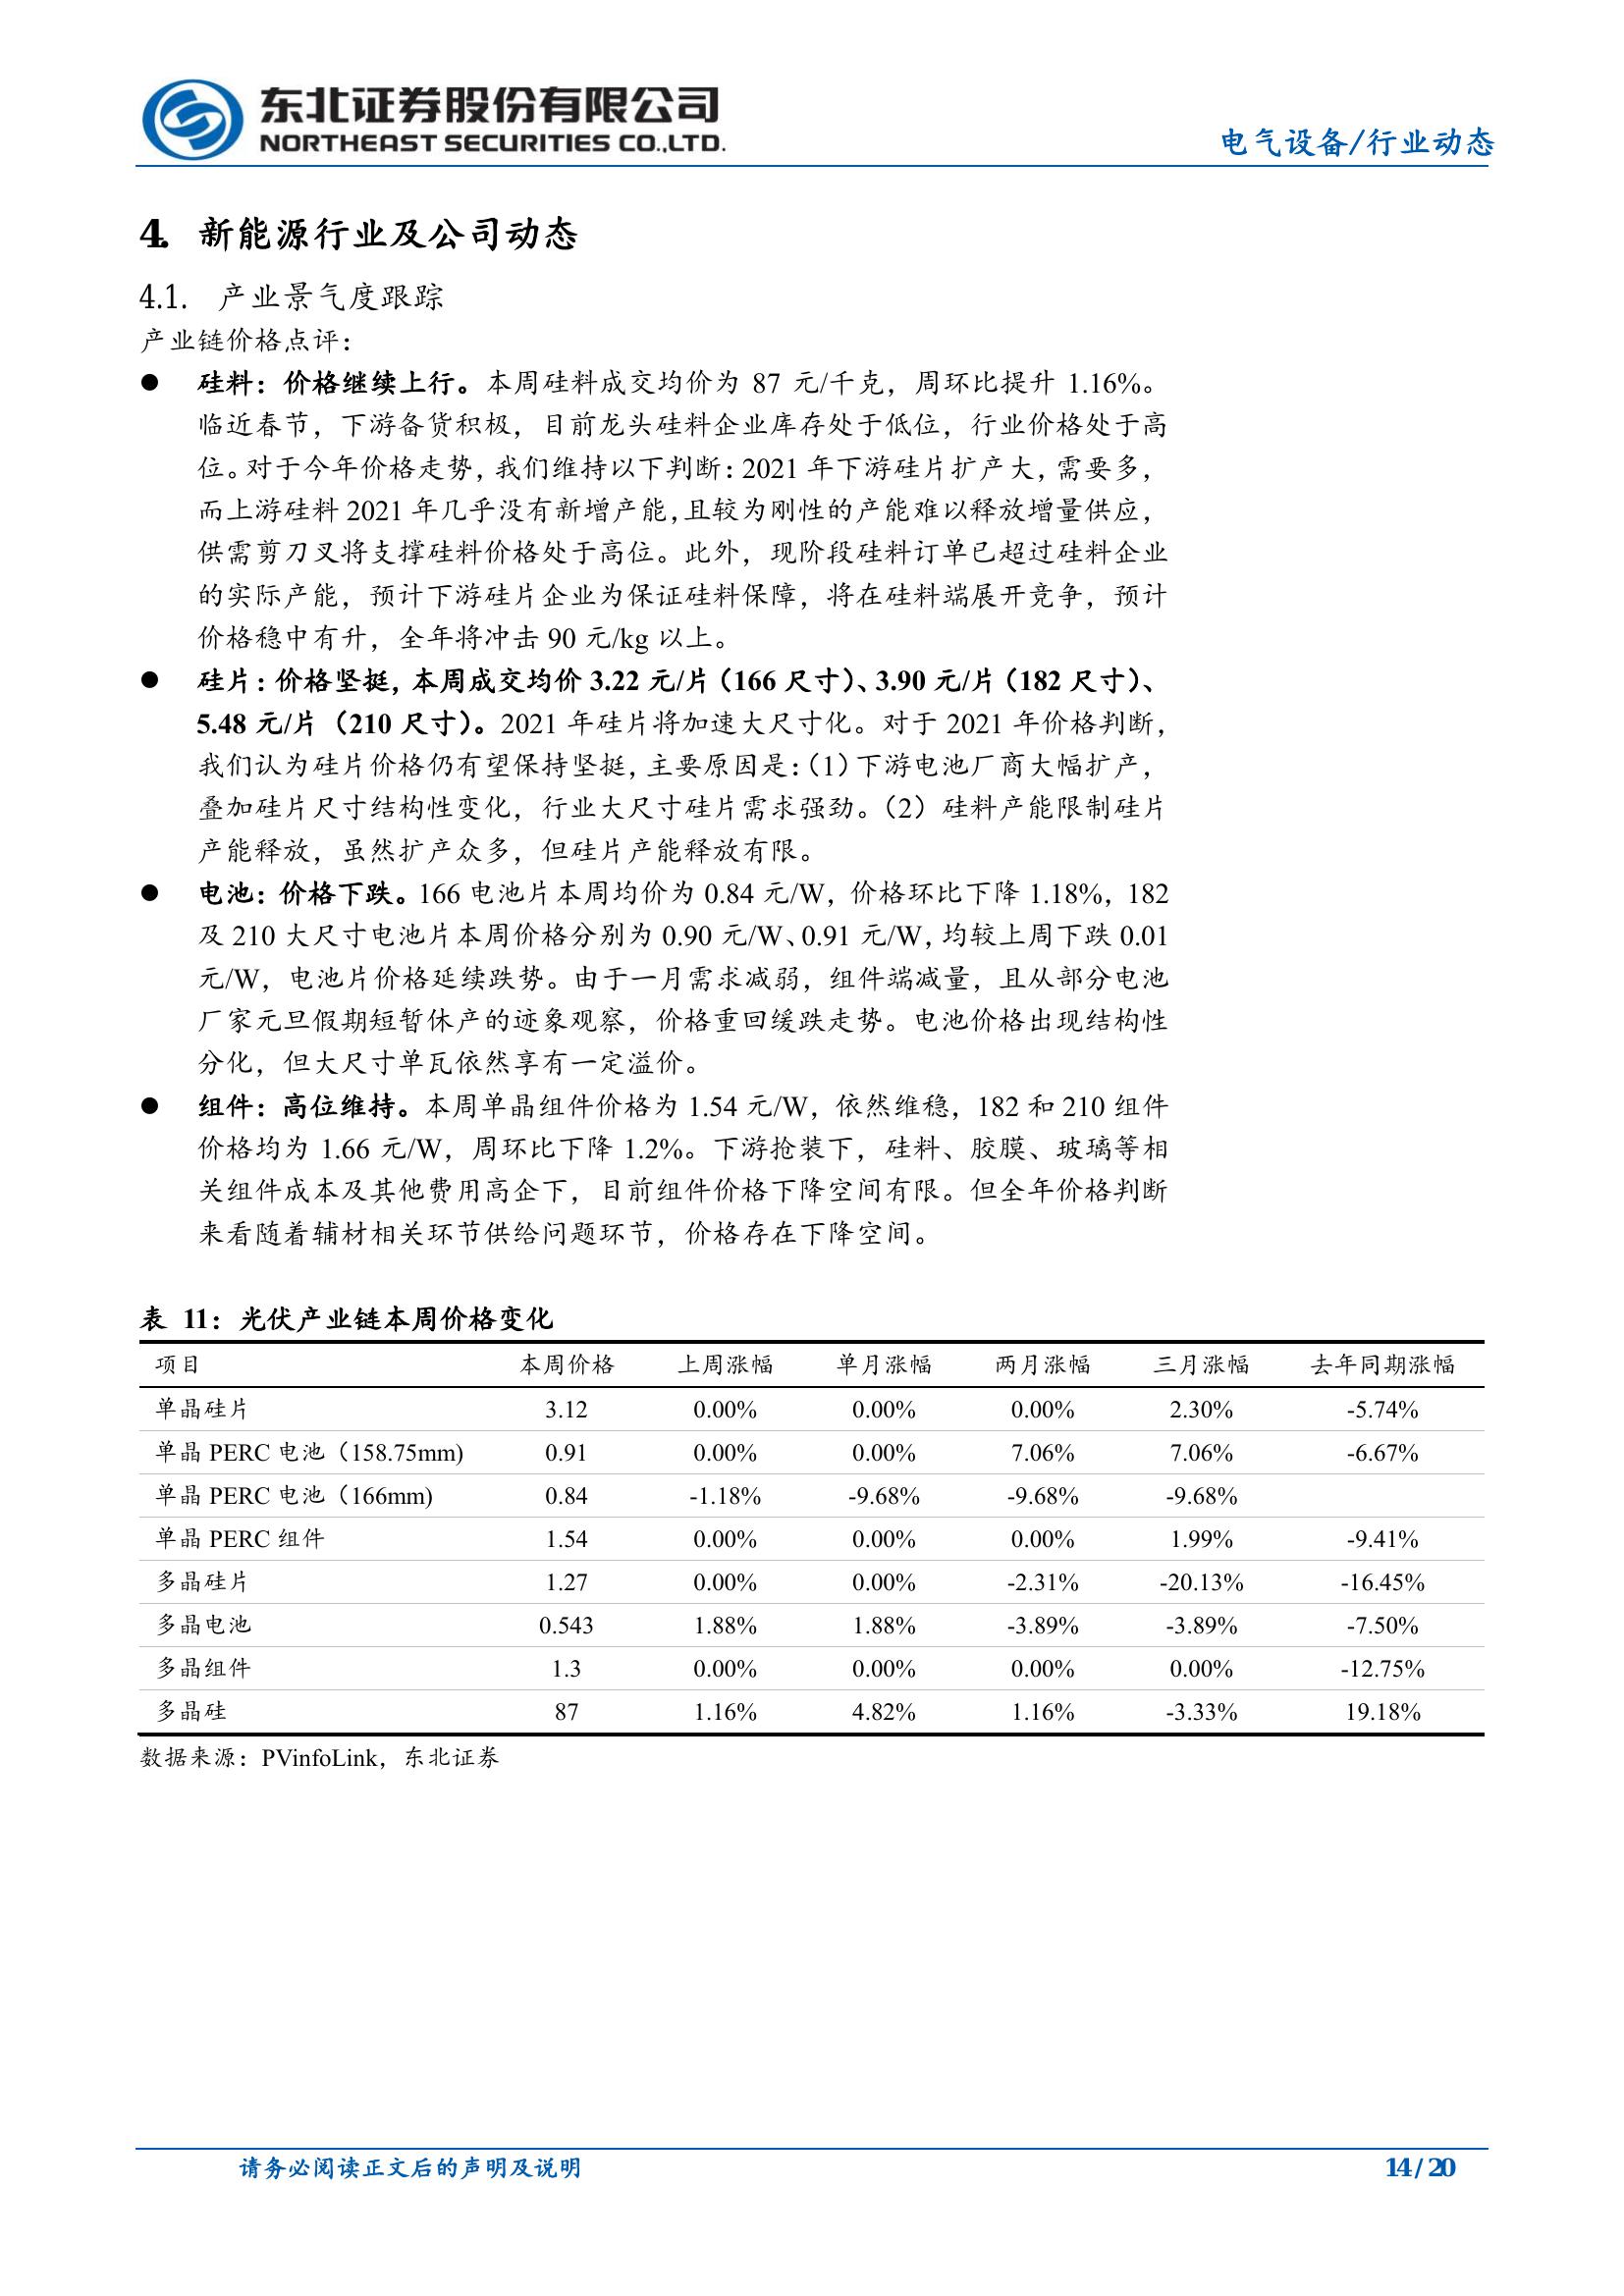 东北证券股份有限公司
NORTHEAST SECURITIES CO.,LTD.
电气设备/行业动态
4. 新能源行业及公司动态
4.1. 产业景气度跟踪
产业链价格点评：
● 硅料：价格继续上行。本周硅料成交均价为 87 元/千克，周环比提升 1.16%。
临近春节，下游备货积极，目前龙头硅料企业库存处于低位，行业价格处于高
位。对于今年价格走势，我们维持以下判断：2021 年下游硅片扩产大，需要多，
而上游硅料 2021 年几乎没有新增产能，且较为刚性的产能难以释放增量供应，
供需剪刀叉将支撑硅料价格处于高位。此外，现阶段硅料订单已超过硅料企业
的实际产能，预计下游硅片企业为保证硅料保障，将在硅料端展开竞争，预计
价格稳中有升，全年将冲击 90 元/kg 以上。
● 硅片：价格坚挺，本周成交均价 3.22 元/片（166 尺寸）、3.90 元/片（182 尺寸）、
5.48 元/片（210 尺寸）。2021 年硅片将加速大尺寸化。对于 2021 年价格判断，
我们认为硅片价格仍有望保持坚挺，主要原因是：（1）下游电池厂商大幅扩产，
叠加硅片尺寸结构性变化，行业大尺寸硅片需求强劲。（2）硅料产能限制硅片
产能释放，虽然扩产众多，但硅片产能释放有限。
● 电池：价格下跌。166 电池片本周均价为 0.84 元/W，价格环比下降 1.18%，182
及 210 大尺寸电池片本周价格分别为 0.90 元/W、0.91 元/W，均较上周下跌 0.01
元/W，电池片价格延续跌势。由于一月需求减弱，组件端减量，且从部分电池
厂家元旦假期短暂休产的迹象观察，价格重回缓跌走势。电池价格出现结构性
分化，但大尺寸单瓦依然享有一定溢价。
● 组件：高位维持。本周单晶组件价格为 1.54 元/W，依然维稳，182 和 210 组件
价格均为 1.66 元/W，周环比下降 1.2%。下游抢装下，硅料、胶膜、玻璃等相
关组件成本及其他费用高企下，目前组件价格下降空间有限。但全年价格判断
来看随着辅材相关环节供给问题环节，价格存在下降空间。
表 11：光伏产业链本周价格变化
项目 本周价格 上周涨幅 单月涨幅 两月涨幅 三月涨幅 去年同期涨幅
单晶硅片 3.12 0.00% 0.00% 0.00% 2.30% -5.74%
单晶 PERC 电池（158.75mm) 0.91 0.00% 0.00% 7.06% 7.06% -6.67%
单晶 PERC 电池（166mm) 0.84 -1.18% -9.68% -9.68% -9.68%
单晶 PERC 组件 1.54 0.00% 0.00% 0.00% 1.99% -9.41%
多晶硅片 1.27 0.00% 0.00% -2.31% -20.13% -16.45%
多晶电池 0.543 1.88% 1.88% -3.89% -3.89% -7.50%
多晶组件 1.3 0.00% 0.00% 0.00% 0.00% -12.75%
多晶硅 87 1.16% 4.82% 1.16% -3.33% 19.18%
数据来源：PVinfoLink，东北证券
请务必阅读正文后的声明及说明
14 / 20